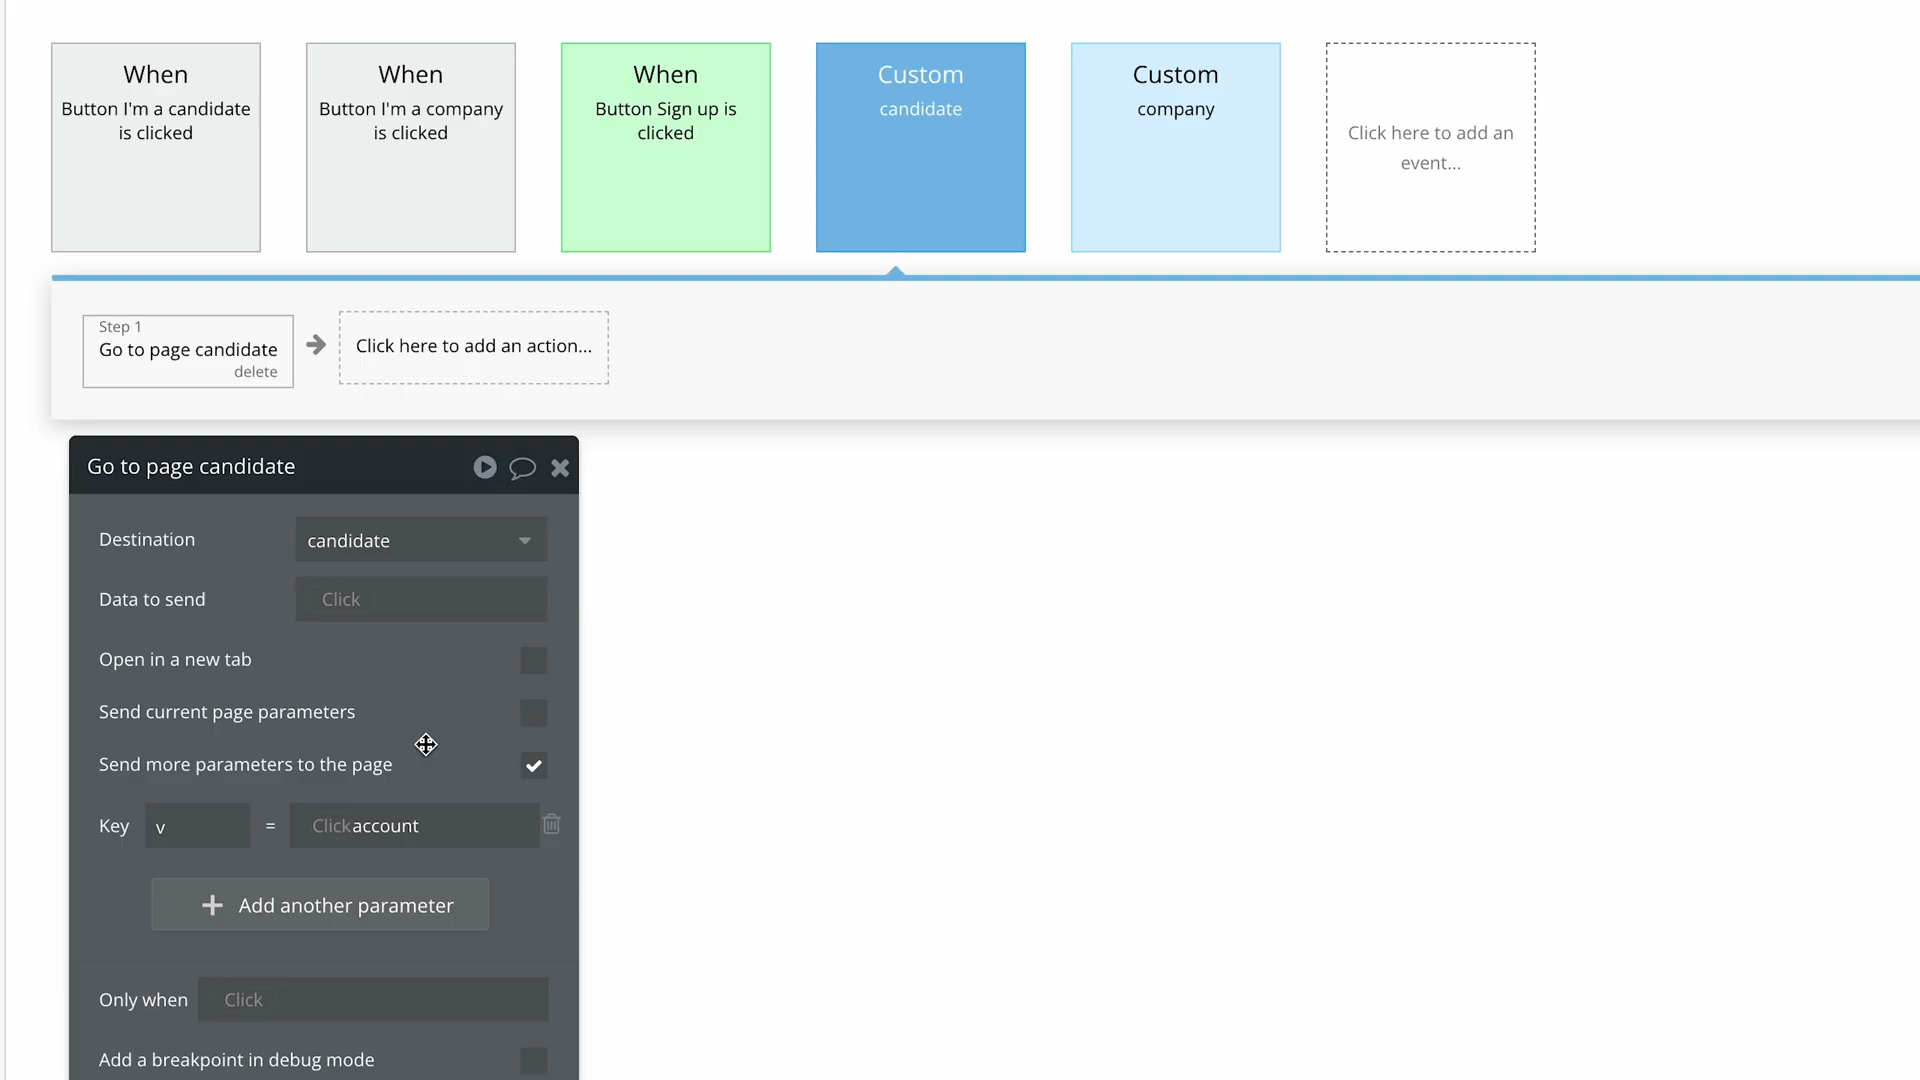 When
Button I'm a candidate
is clicked
When
Button I'm a company
is clicked
When
Button Sign up is
clicked
Custom
candidate
Custom
company
Click here to add an
event...
Step 1
Go to page candidate
delete
Click here to add an action...
Go to page candidate
Destination
candidate
Data to send
Click
Open in a new tab
Send current page parameters
Send more parameters to the page
Key v = Clickaccount
Add another parameter
Only when Click
Add a breakpoint in debug mode